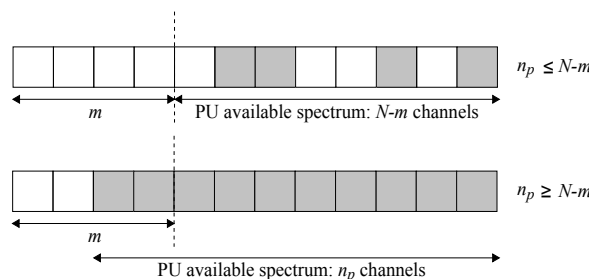 n_p ≤ N-m
m
PU available spectrum: N-m channels
n_p ≥ N-m
m
PU available spectrum: n_p channels